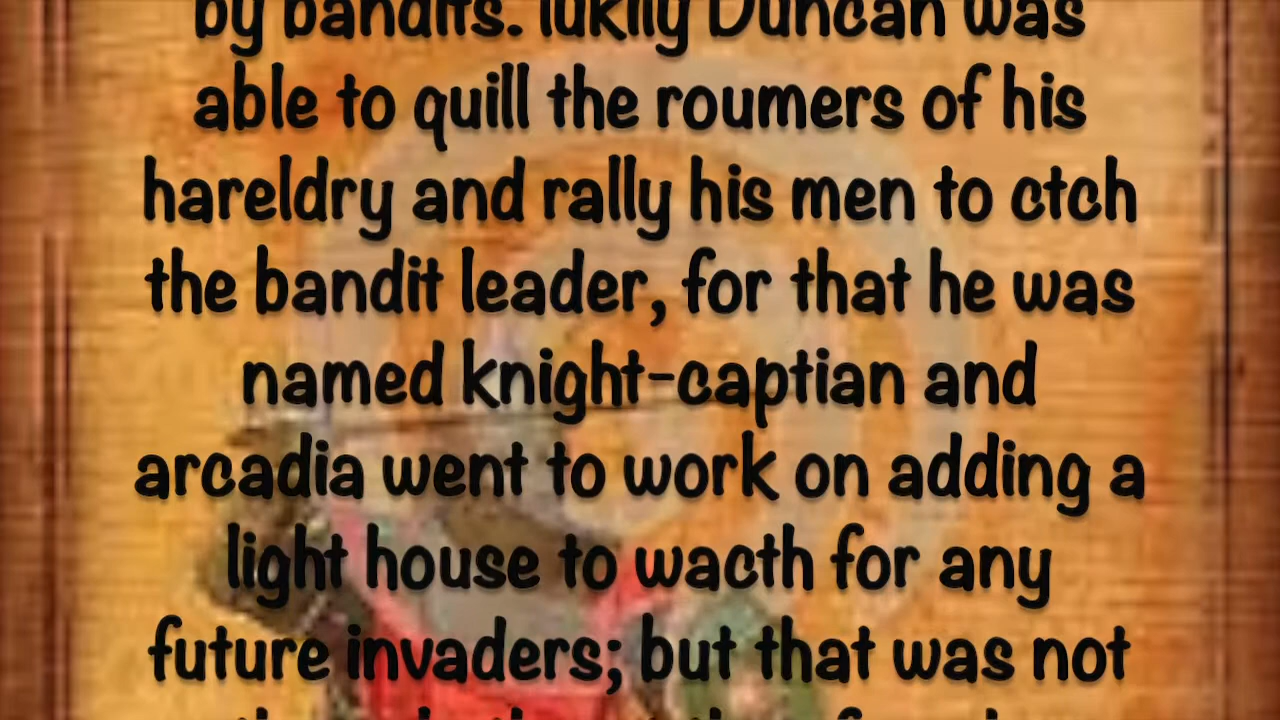 by bandits. lukily Duncan was
able to quill the roumers of his
hareldry and rally his men to ctch
the bandit leader, for that he was
named knight-captian and
arcadia went to work on adding a
light house to wacth for any
future invaders; but that was not